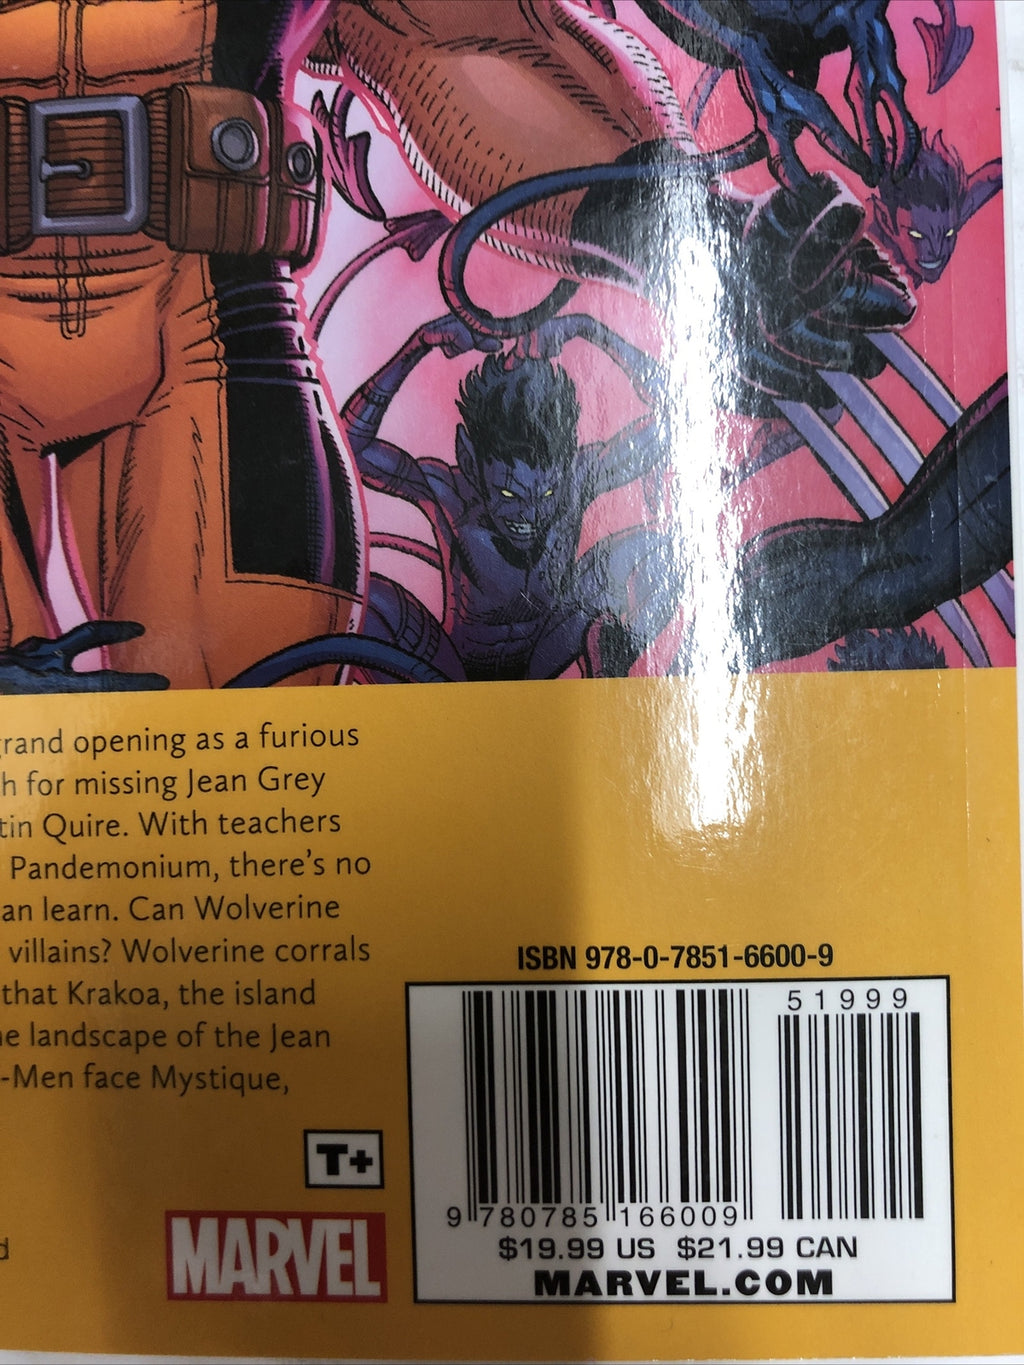 grand opening as a furious
h for missing Jean Grey
tin Quire. With teachers
Pandemonium, there's no
an learn. Can Wolverine
villains? Wolverine corrals
that Krakoa, the island
e landscape of the Jean
-Men face Mystique,
d
T+
MARVEL
ISBN 978-0-7851-6600-9
51999
9 780785 166009
$19.99 US $21.99 CAN
MARVEL.COM